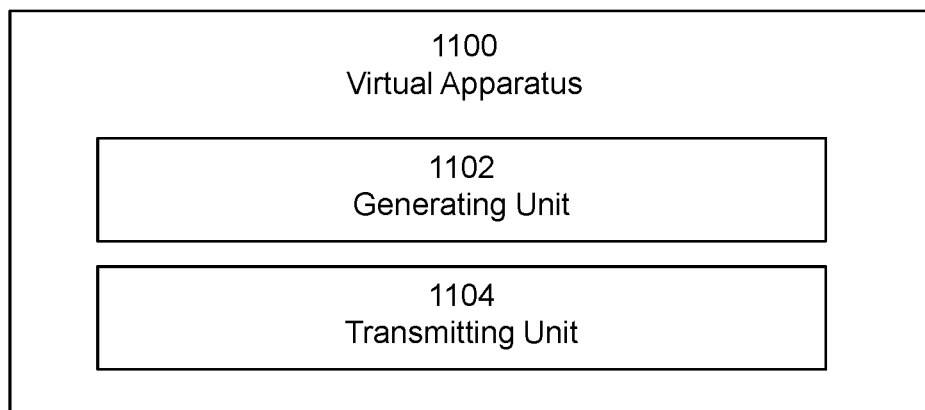 1100
Virtual Apparatus
1102
Generating Unit
1104
Transmitting Unit